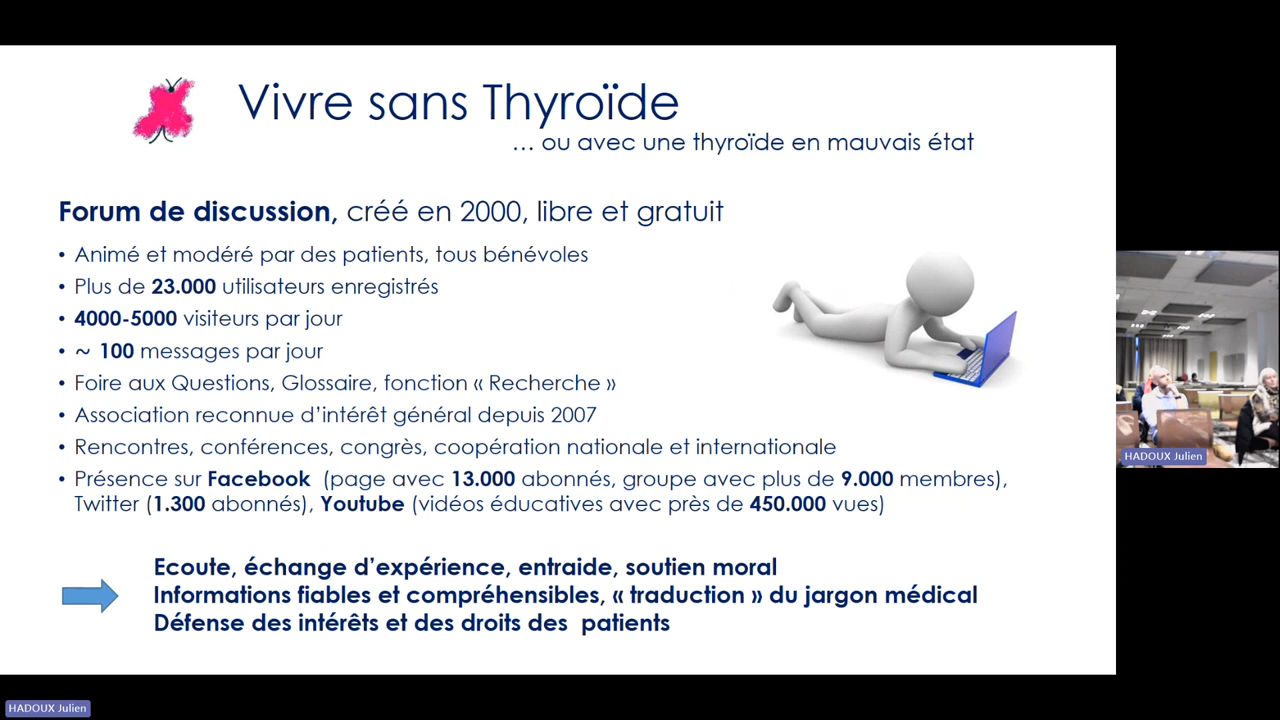 Vivre sans Thyroïde
… ou avec une thyroïde en mauvais état
Forum de discussion, créé en 2000, libre et gratuit
• Animé et modéré par des patients, tous bénévoles
• Plus de 23.000 utilisateurs enregistrés
• 4000-5000 visiteurs par jour
• ~ 100 messages par jour
• Foire aux Questions, Glossaire, fonction « Recherche »
• Association reconnue d’intérêt général depuis 2007
• Rencontres, conférences, congrès, coopération nationale et internationale
• Présence sur Facebook (page avec 13.000 abonnés, groupe avec plus de 9.000 membres),
Twitter (1.300 abonnés), Youtube (vidéos éducatives avec près de 450.000 vues)
Ecoute, échange d’expérience, entraide, soutien moral
Informations fiables et compréhensibles, « traduction » du jargon médical
Défense des intérêts et des droits des patients
HADOUX Julien
HADOUX Julien